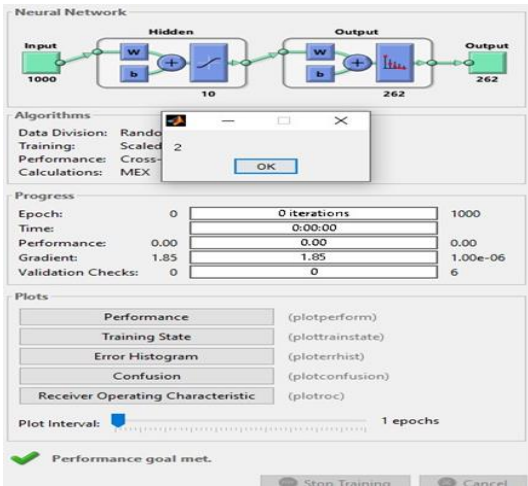 Neural Network
Hidden
Output
Input
W
b
W
b
Output
1000
10
262
262
Algorithms
Data Division: Rando
Training: Scaled
Performance: Cross-
Calculations: MEX
2
OK
Progress
Epoch: 0 0 iterations 1000
Time: 0:00:00
Performance: 0.00 0.00 0.00
Gradient: 1.85 1.85 1.00e-06
Validation Checks: 0 0 6
Plots
Performance (plotperform)
Training State (plottrainstate)
Error Histogram (ploterrhist)
Confusion (plotconfusion)
Receiver Operating Characteristic (plotroc)
Plot Interval: 1 epochs
Performance goal met.
Stop Training Cancel